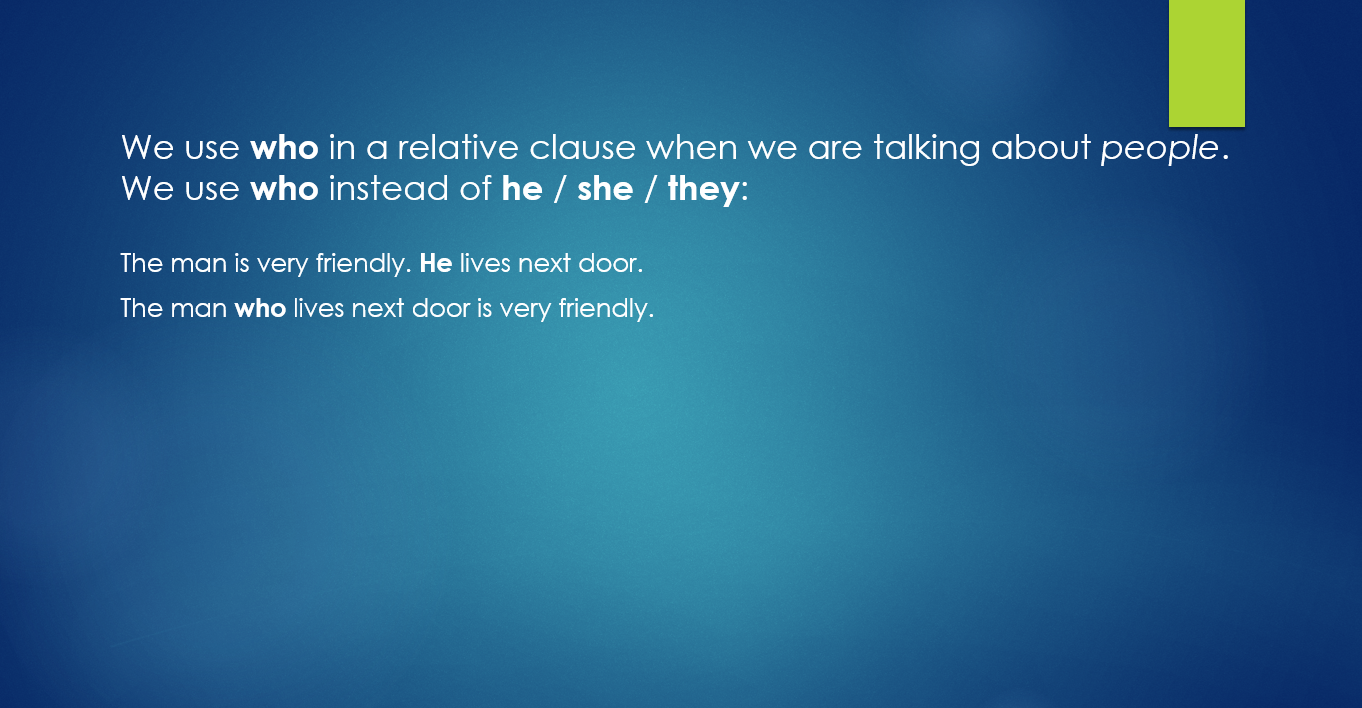 We use who in a relative clause when we are talking about people.
We use who instead of he / she / they:
The man is very friendly. He lives next door.
The man who lives next door is very friendly.